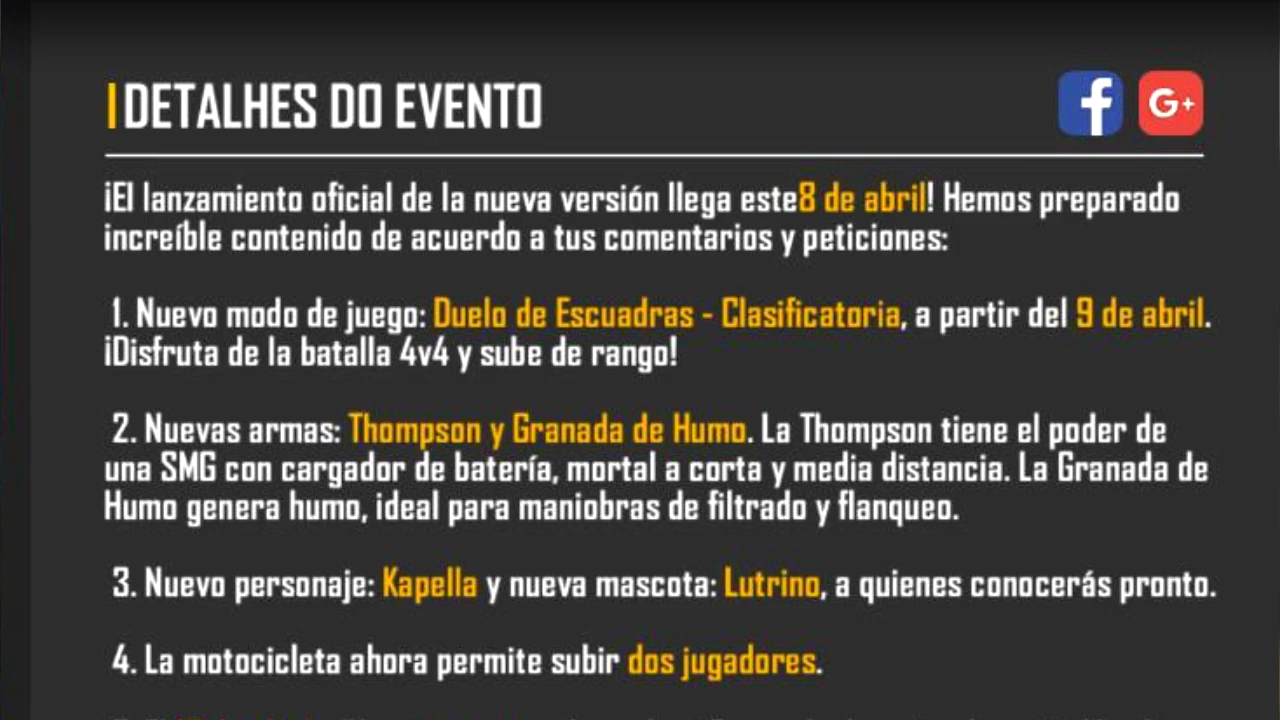 DETALHES DO EVENTO
f G+
¡El lanzamiento oficial de la nueva versión llega este8 de abril! Hemos preparado
increíble contenido de acuerdo a tus comentarios y peticiones:
1. Nuevo modo de juego: Duelo de Escuadras - Clasificatoria, a partir del 9 de abril.
¡Disfruta de la batalla 4v4 y sube de rango!
2. Nuevas armas: Thompson y Granada de Humo. La Thompson tiene el poder de
una SMG con cargador de batería, mortal a corta y media distancia. La Granada de
Humo genera humo, ideal para maniobras de filtrado y flanqueo.
3. Nuevo personaje: Kapella y nueva mascota: Lutrino, a quienes conocerás pronto.
4. La motocicleta ahora permite subir dos jugadores.